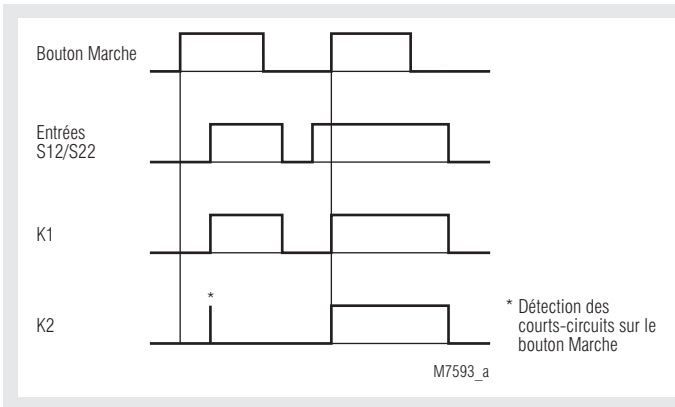 Bouton Marche
Entrées
S12/S22
K1
*
K2
* Détection des
courts-circuits sur le
bouton Marche
M7593_a